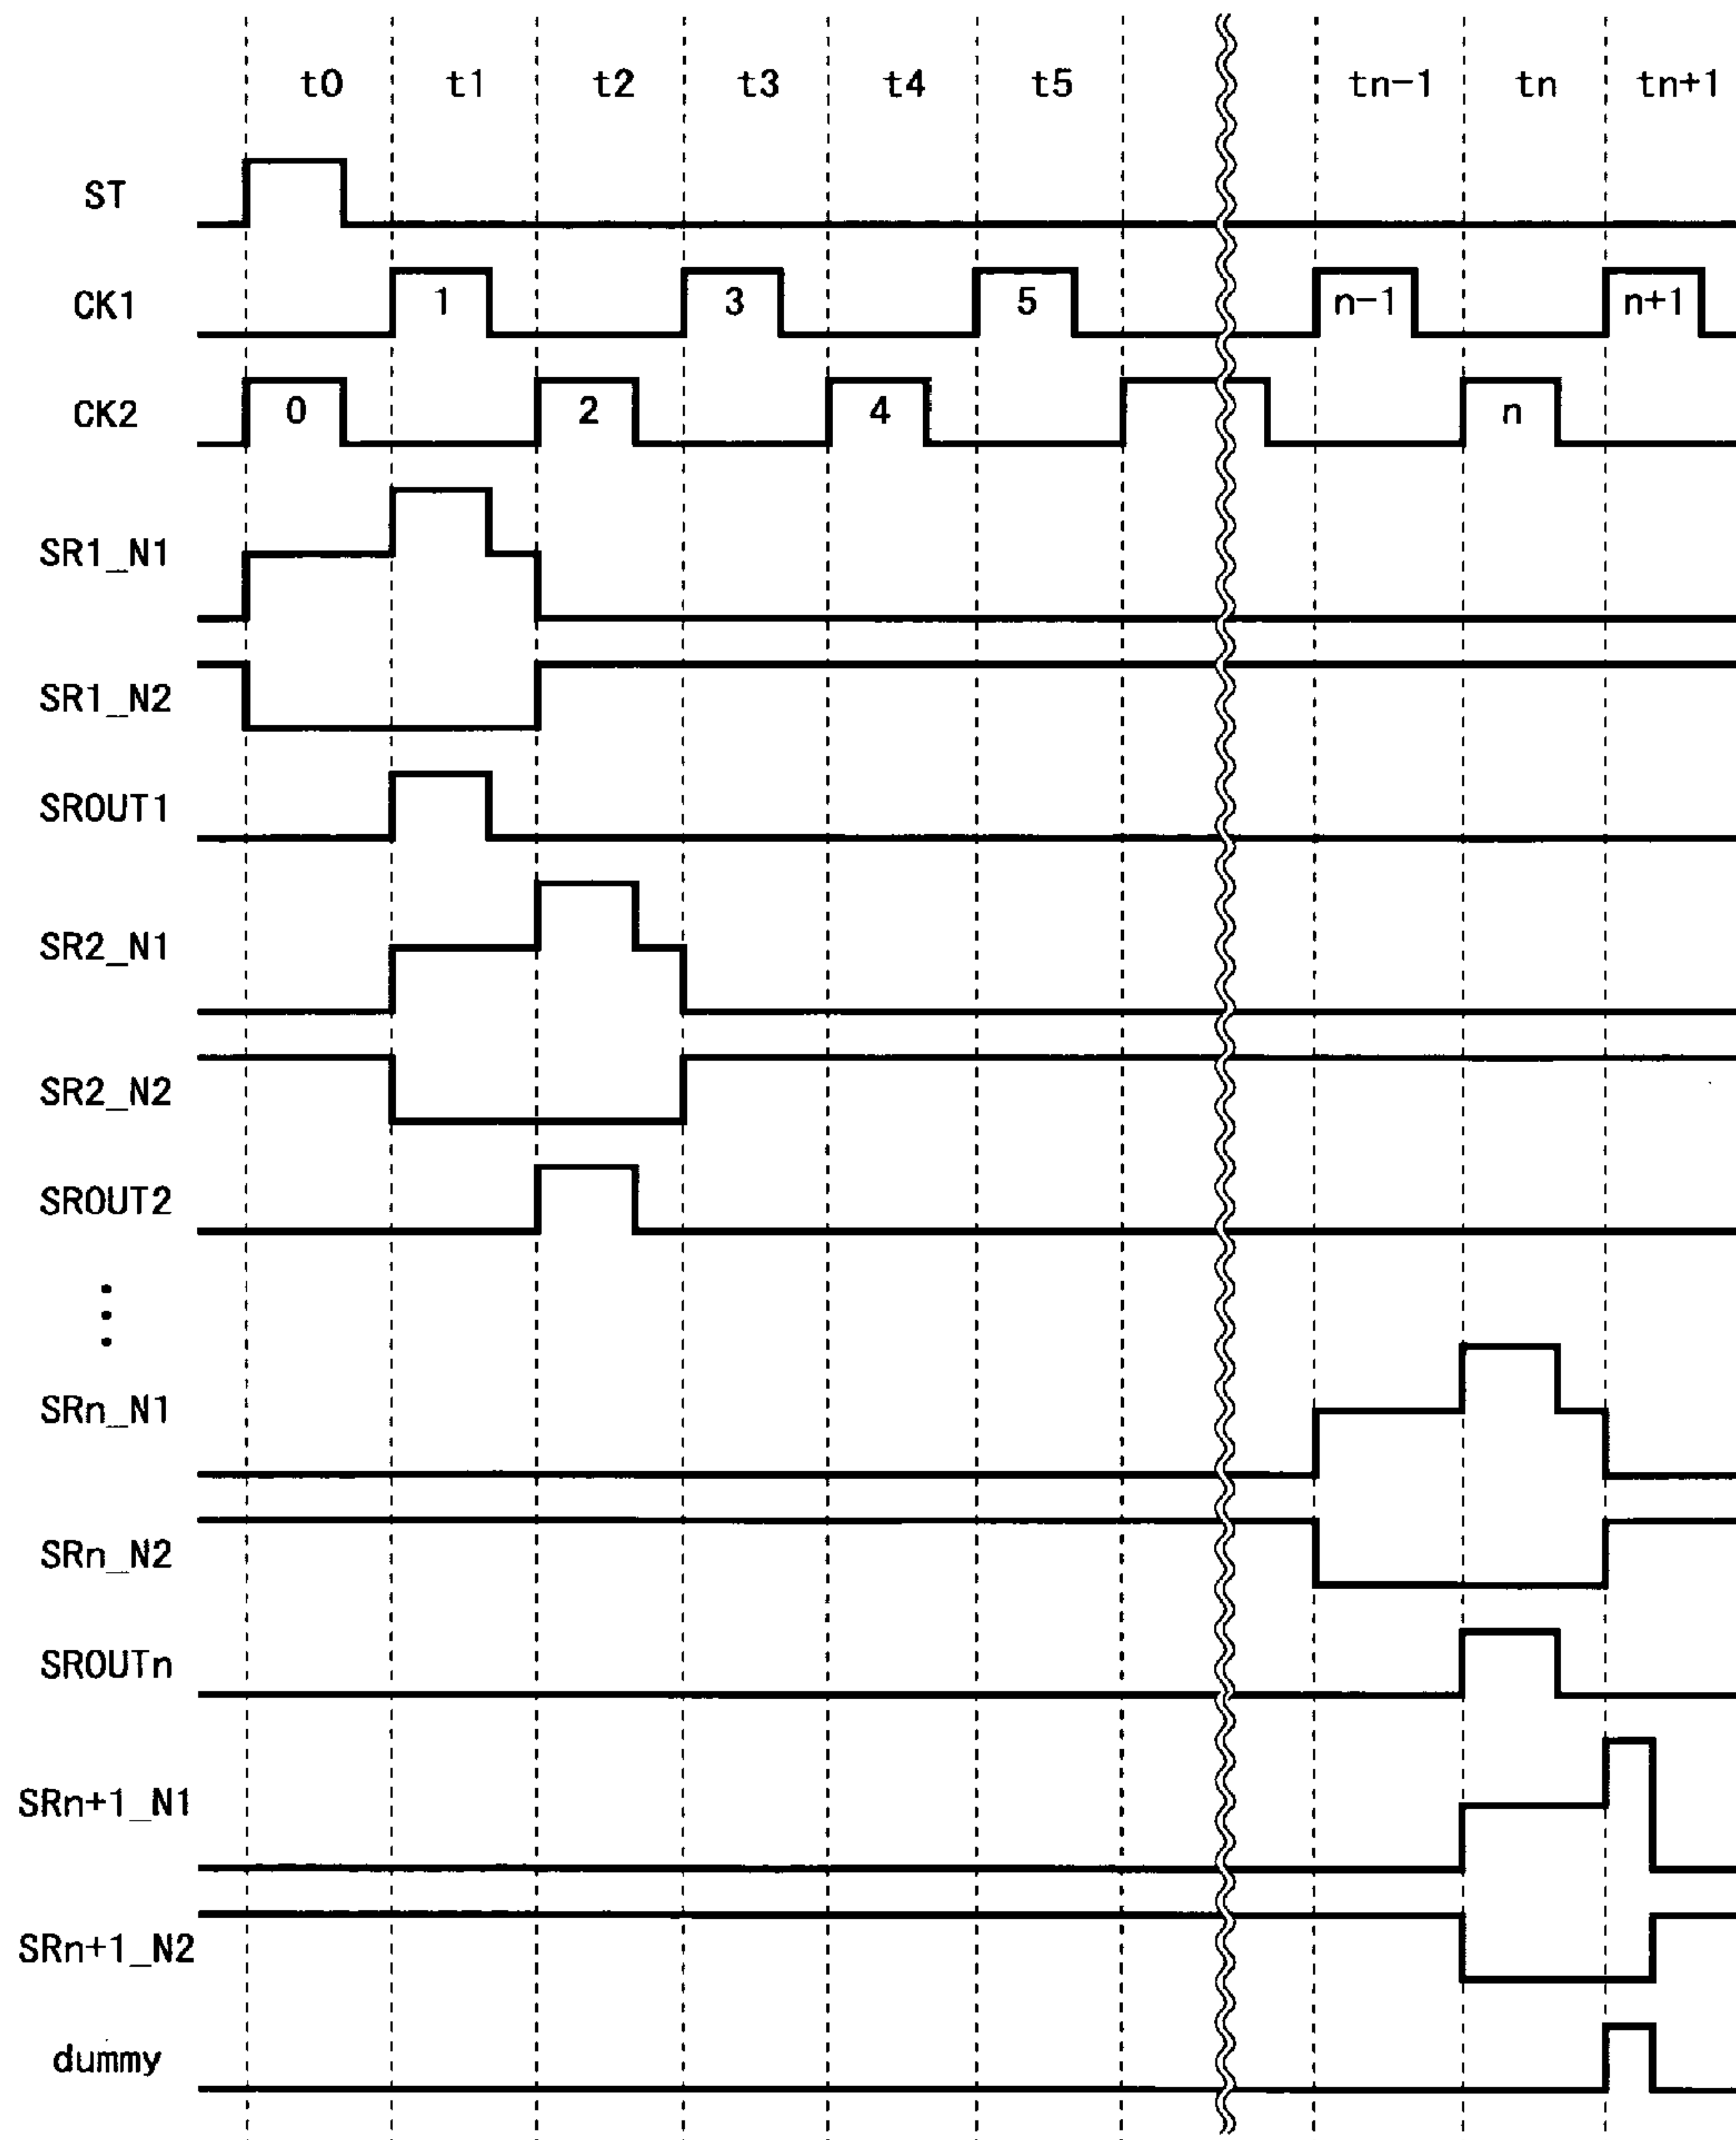 t0 t1 t2 t3 t4 t5 tn-1 tn tn+1
ST
CK1 1 3 5 n-1 n+1
CK2 0 2 4 n
SR1_N1
SR1_N2
SROUT1
SR2_N1
SR2_N2
SROUT2
⋮
SRn_N1
SRn_N2
SROUTn
SRn+1_N1
SRn+1_N2
dummy